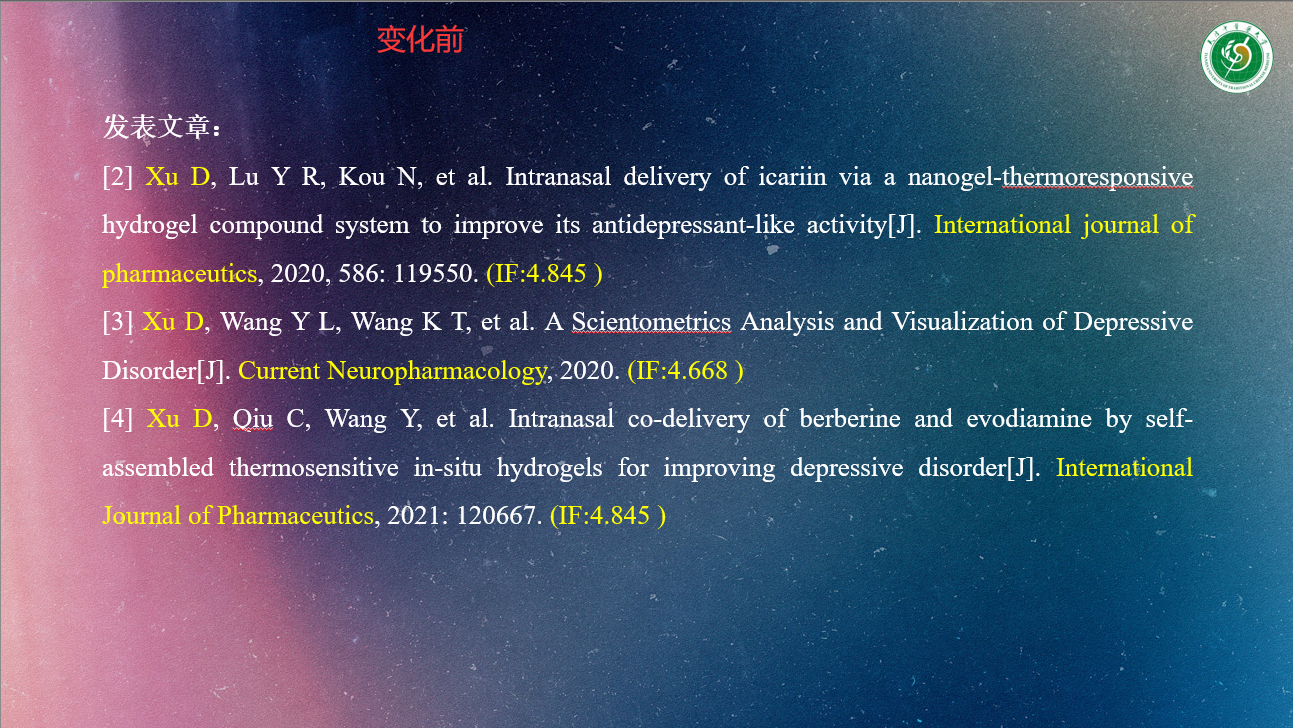 变化前
发表文章：
[2] Xu D, Lu Y R, Kou N, et al. Intranasal delivery of icariin via a nanogel-thermoresponsive
hydrogel compound system to improve its antidepressant-like activity[J]. International journal of
pharmaceutics, 2020, 586: 119550. (IF:4.845 )
[3] Xu D, Wang Y L, Wang K T, et al. A Scientometrics Analysis and Visualization of Depressive
Disorder[J]. Current Neuropharmacology, 2020. (IF:4.668 )
[4] Xu D, Qiu C, Wang Y, et al. Intranasal co-delivery of berberine and evodiamine by self-
assembled thermosensitive in-situ hydrogels for improving depressive disorder[J]. International
Journal of Pharmaceutics, 2021: 120667. (IF:4.845 )